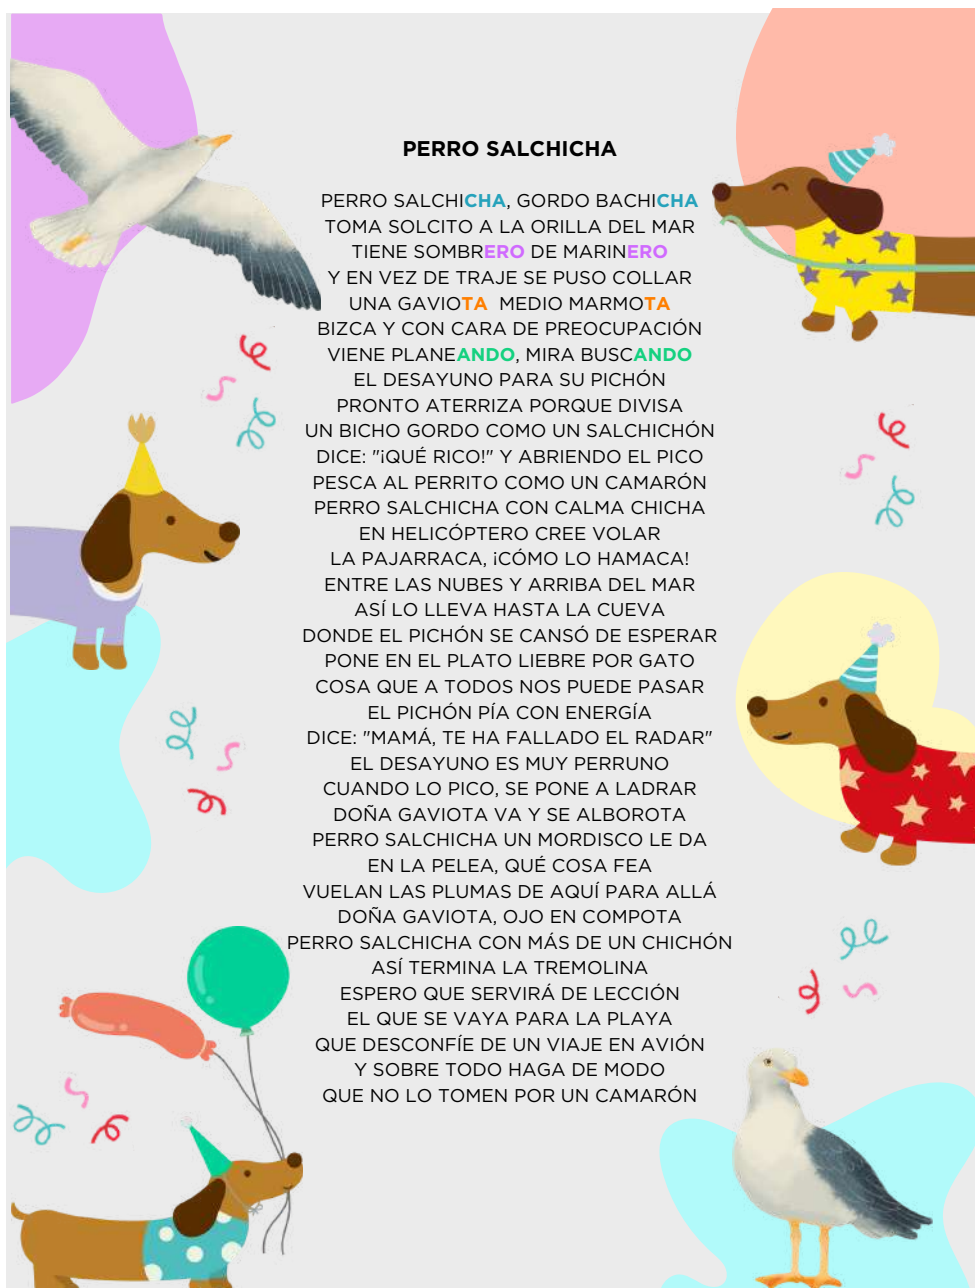 PERRO SALCHICHA
PERRO SALCHICHA, GORDO BACHICHA
TOMA SOLCITO A LA ORILLA DEL MAR
TIENE SOMBRERO DE MARINERO
Y EN VEZ DE TRAJE SE PUSO COLLAR
UNA GAVIOTA MEDIO MARMOTA
BIZCA Y CON CARA DE PREOCUPACIÓN
VIENE PLANEANDO, MIRA BUSCANDO
EL DESAYUNO PARA SU PICHÓN
PRONTO ATERRIZA PORQUE DIVISA
UN BICHO GORDO COMO UN SALCHICHÓN
DICE: "¡QUÉ RICO!" Y ABRIENDO EL PICO
PESCA AL PERRITO COMO UN CAMARÓN
PERRO SALCHICHA CON CALMA CHICHA
EN HELICÓPTERO CREE VOLAR
LA PAJARRACA, ¡CÓMO LO HAMACA!
ENTRE LAS NUBES Y ARRIBA DEL MAR
ASÍ LO LLEVA HASTA LA CUEVA
DONDE EL PICHÓN SE CANSÓ DE ESPERAR
PONE EN EL PLATO LIEBRE POR GATO
COSA QUE A TODOS NOS PUEDE PASAR
EL PICHÓN PÍA CON ENERGÍA
DICE: "MAMÁ, TE HA FALLADO EL RADAR"
EL DESAYUNO ES MUY PERRUNO
CUANDO LO PICO, SE PONE A LADRAR
DOÑA GAVIOTA VA Y SE ALBOROTA
PERRO SALCHICHA UN MORDISCO LE DA
EN LA PELEA, QUÉ COSA FEA
VUELAN LAS PLUMAS DE AQUÍ PARA ALLÁ
DOÑA GAVIOTA, OJO EN COMPOTA
PERRO SALCHICHA CON MÁS DE UN CHICHÓN
ASÍ TERMINA LA TREMOLINA
ESPERO QUE SERVIRÁ DE LECCIÓN
EL QUE SE VAYA PARA LA PLAYA
QUE DESCONFÍE DE UN VIAJE EN AVIÓN
Y SOBRE TODO HAGA DE MODO
QUE NO LO TOMEN POR UN CAMARÓN